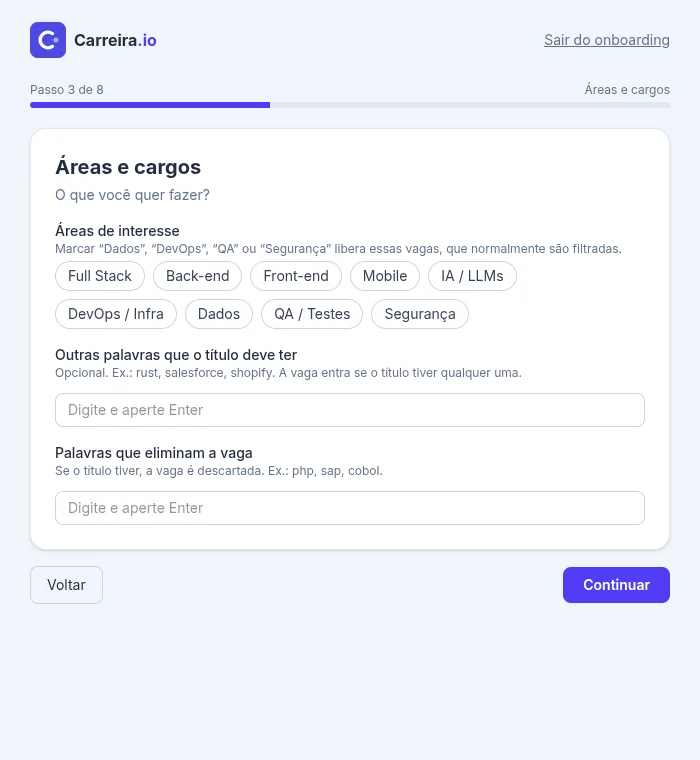 Carreira.io
Sair do onboarding
Passo 3 de 8
Áreas e cargos
Áreas e cargos
O que você quer fazer?
Áreas de interesse
Marcar “Dados”, “DevOps”, “QA” ou “Segurança” libera essas vagas, que normalmente são filtradas.
Full Stack
Back-end
Front-end
Mobile
IA / LLMs
DevOps / Infra
Dados
QA / Testes
Segurança
Outras palavras que o título deve ter
Opcional. Ex.: rust, salesforce, shopify. A vaga entra se o título tiver qualquer uma.
Digite e aperte Enter
Palavras que eliminam a vaga
Se o título tiver, a vaga é descartada. Ex.: php, sap, cobol.
Digite e aperte Enter
Voltar
Continuar